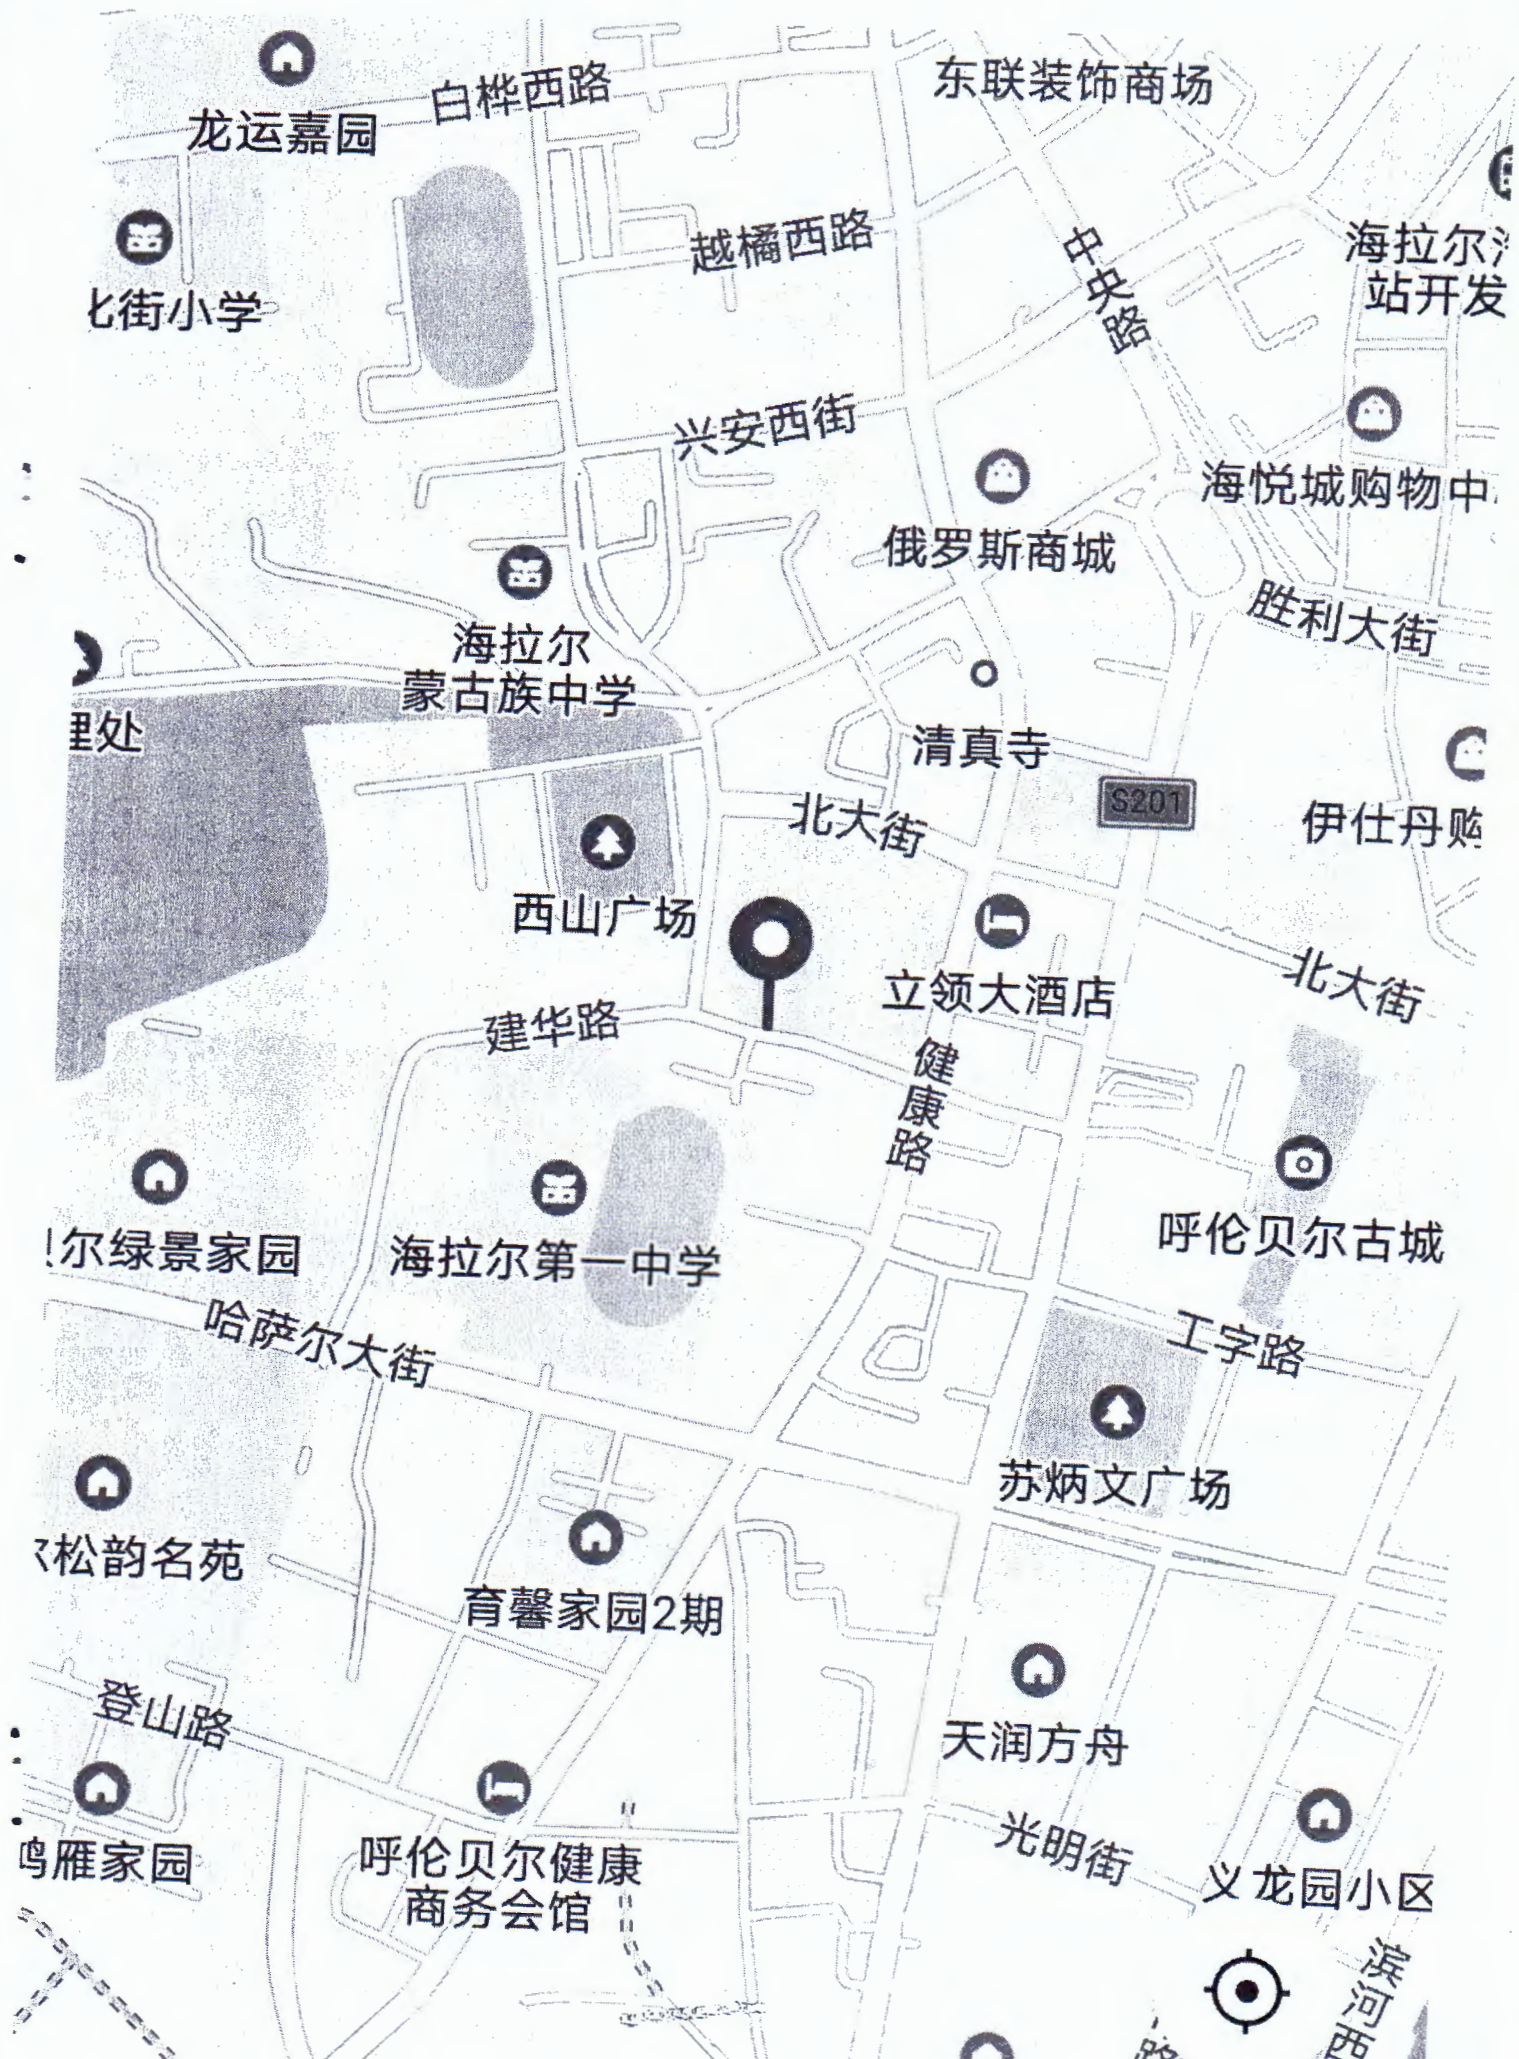 东联装饰商场
白桦西路
龙运嘉园
越橘西路
中央路
海拉尔
站开发
街小学
兴安西街
海悦城购物中
俄罗斯商城
胜利大街
海拉尔
蒙古族中学
处
清真寺
S201
北大街
伊仕丹购
西山广场
立领大酒店
北大街
建华路
健康路
呼伦贝尔古城
尔绿景家园
海拉尔第一中学
哈萨尔大街
工字路
苏炳文广场
松韵名苑
育馨家园2期
登山路
天润方舟
光明街
鸣雁家园
呼伦贝尔健康
商务会馆
义龙园小区
滨河西
路